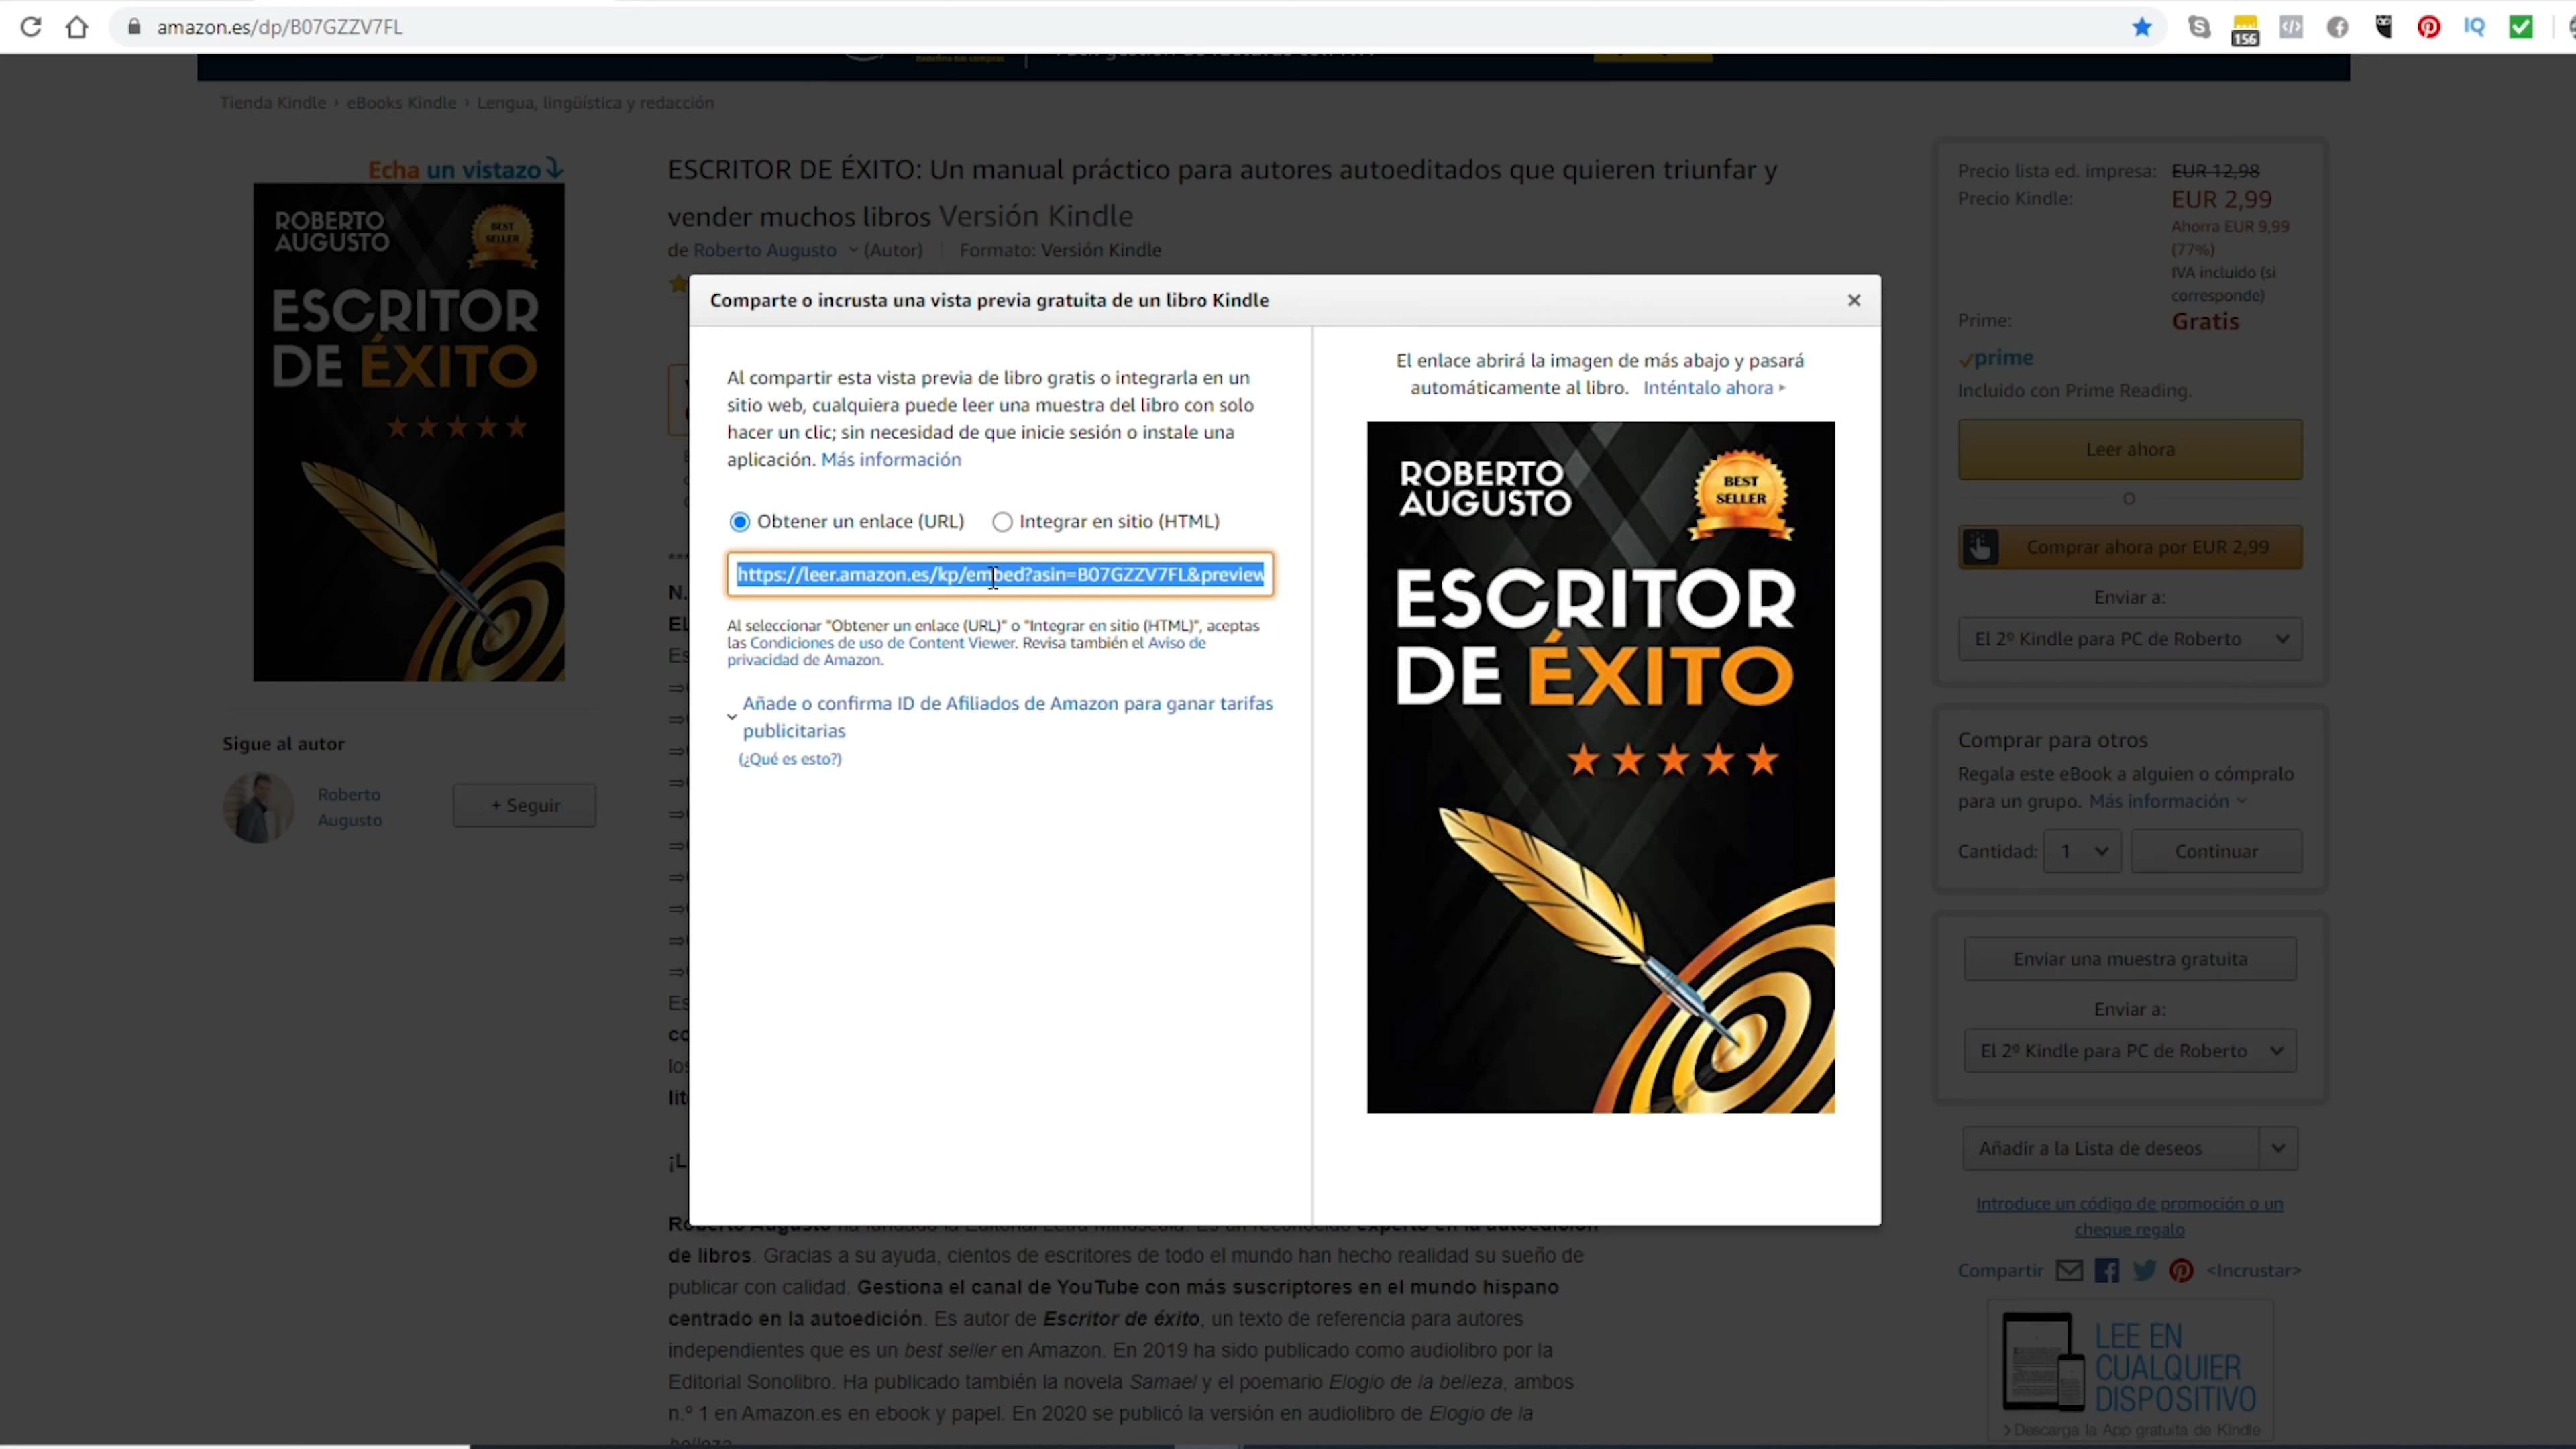 amazon.es/dp/B07GZZV7FL
156
IQ
Tienda Kindle › eBooks Kindle › Lengua, lingüística y redacción
Echa un vistazo
ROBERTO
AUGUSTO
BEST
SELLER
ESCRITOR
DE ÉXITO
Sigue al autor
Roberto
Augusto
+ Seguir
ESCRITOR DE ÉXITO: Un manual práctico para autores autoeditados que quieren triunfar y
vender muchos libros Versión Kindle
de Roberto Augusto (Autor) | Formato: Versión Kindle
Comparte o incrusta una vista previa gratuita de un libro Kindle
Al compartir esta vista previa de libro gratis o integrarla en un
sitio web, cualquiera puede leer una muestra del libro con solo
hacer un clic; sin necesidad de que inicie sesión o instale una
aplicación. Más información
Obtener un enlace (URL) Integrar en sitio (HTML)
https://leer.amazon.es/kp/embed?asin=B07GZZV7FL&preview
Al seleccionar "Obtener un enlace (URL)" o "Integrar en sitio (HTML)", aceptas
las Condiciones de uso de Content Viewer. Revisa también el Aviso de
privacidad de Amazon.
Añade o confirma ID de Afiliados de Amazon para ganar tarifas
publicitarias
(¿Qué es esto?)
El enlace abrirá la imagen de más abajo y pasará
automáticamente al libro. Inténtalo ahora ▸
ROBERTO
AUGUSTO
BEST
SELLER
ESCRITOR
DE ÉXITO
de libros. Gracias a su ayuda, cientos de escritores de todo el mundo han hecho realidad su sueño de
publicar con calidad. Gestiona el canal de YouTube con más suscriptores en el mundo hispano
centrado en la autoedición. Es autor de Escritor de éxito, un texto de referencia para autores
independientes que es un best seller en Amazon. En 2019 ha sido publicado como audiolibro por la
Editorial Sonolibro. Ha publicado también la novela Samael y el poemario Elogio de la belleza, ambos
n.º 1 en Amazon.es en ebook y papel. En 2020 se publicó la versión en audiolibro de Elogio de la
Precio lista ed. impresa: EUR 12,98
Precio Kindle: EUR 2,99
Ahorra EUR 9,99
(77%)
IVA incluido (si
corresponde)
Prime: Gratis
prime
Incluido con Prime Reading.
Leer ahora
O
Comprar ahora por EUR 2,99
Enviar a:
El 2º Kindle para PC de Roberto
Comprar para otros
Regala este eBook a alguien o cómpralo
para un grupo. Más información
Cantidad: 1 Continuar
Enviar una muestra gratuita
Enviar a:
El 2º Kindle para PC de Roberto
Añadir a la Lista de deseos
Introduce un código de promoción o un
cheque regalo
Compartir <Incrustar>
LEE EN
CUALQUIER
DISPOSITIVO
Descarga la App gratuita de Kindle